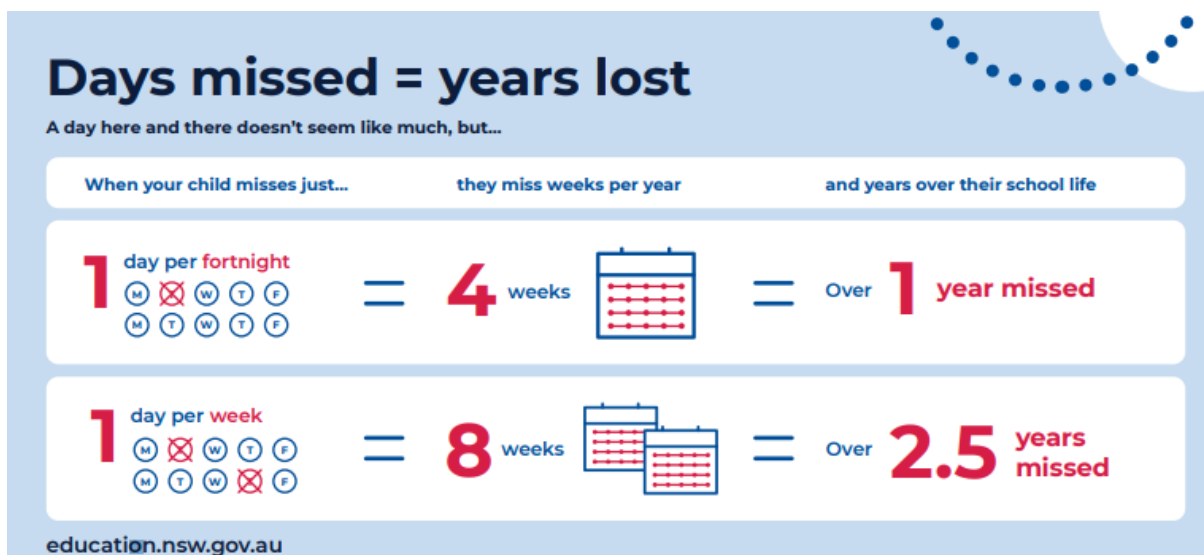 Days missed = years lost
A day here and there doesn't seem like much, but...
When your child misses just... they miss weeks per year and years over their school life
1 day per fortnight = 4 weeks = Over 1 year missed
M T W T F
M T W T F
1 day per week = 8 weeks = Over 2.5 years missed
M T W T F
M T W T F
education.nsw.gov.au